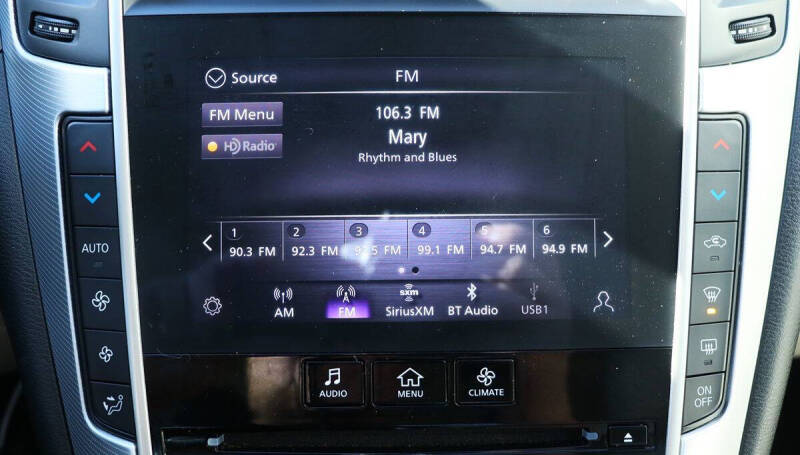 Source FM
FM Menu
106.3 FM
Mary
HD Radio
Rhythm and Blues
1 2 3 4 5 6
90.3 FM 92.3 FM FM 99.1 FM 94.7 FM 94.9 FM
AUTO
sxm
AM FM SiriusXM BT Audio USB1
AUDIO MENU CLIMATE
ON
OFF